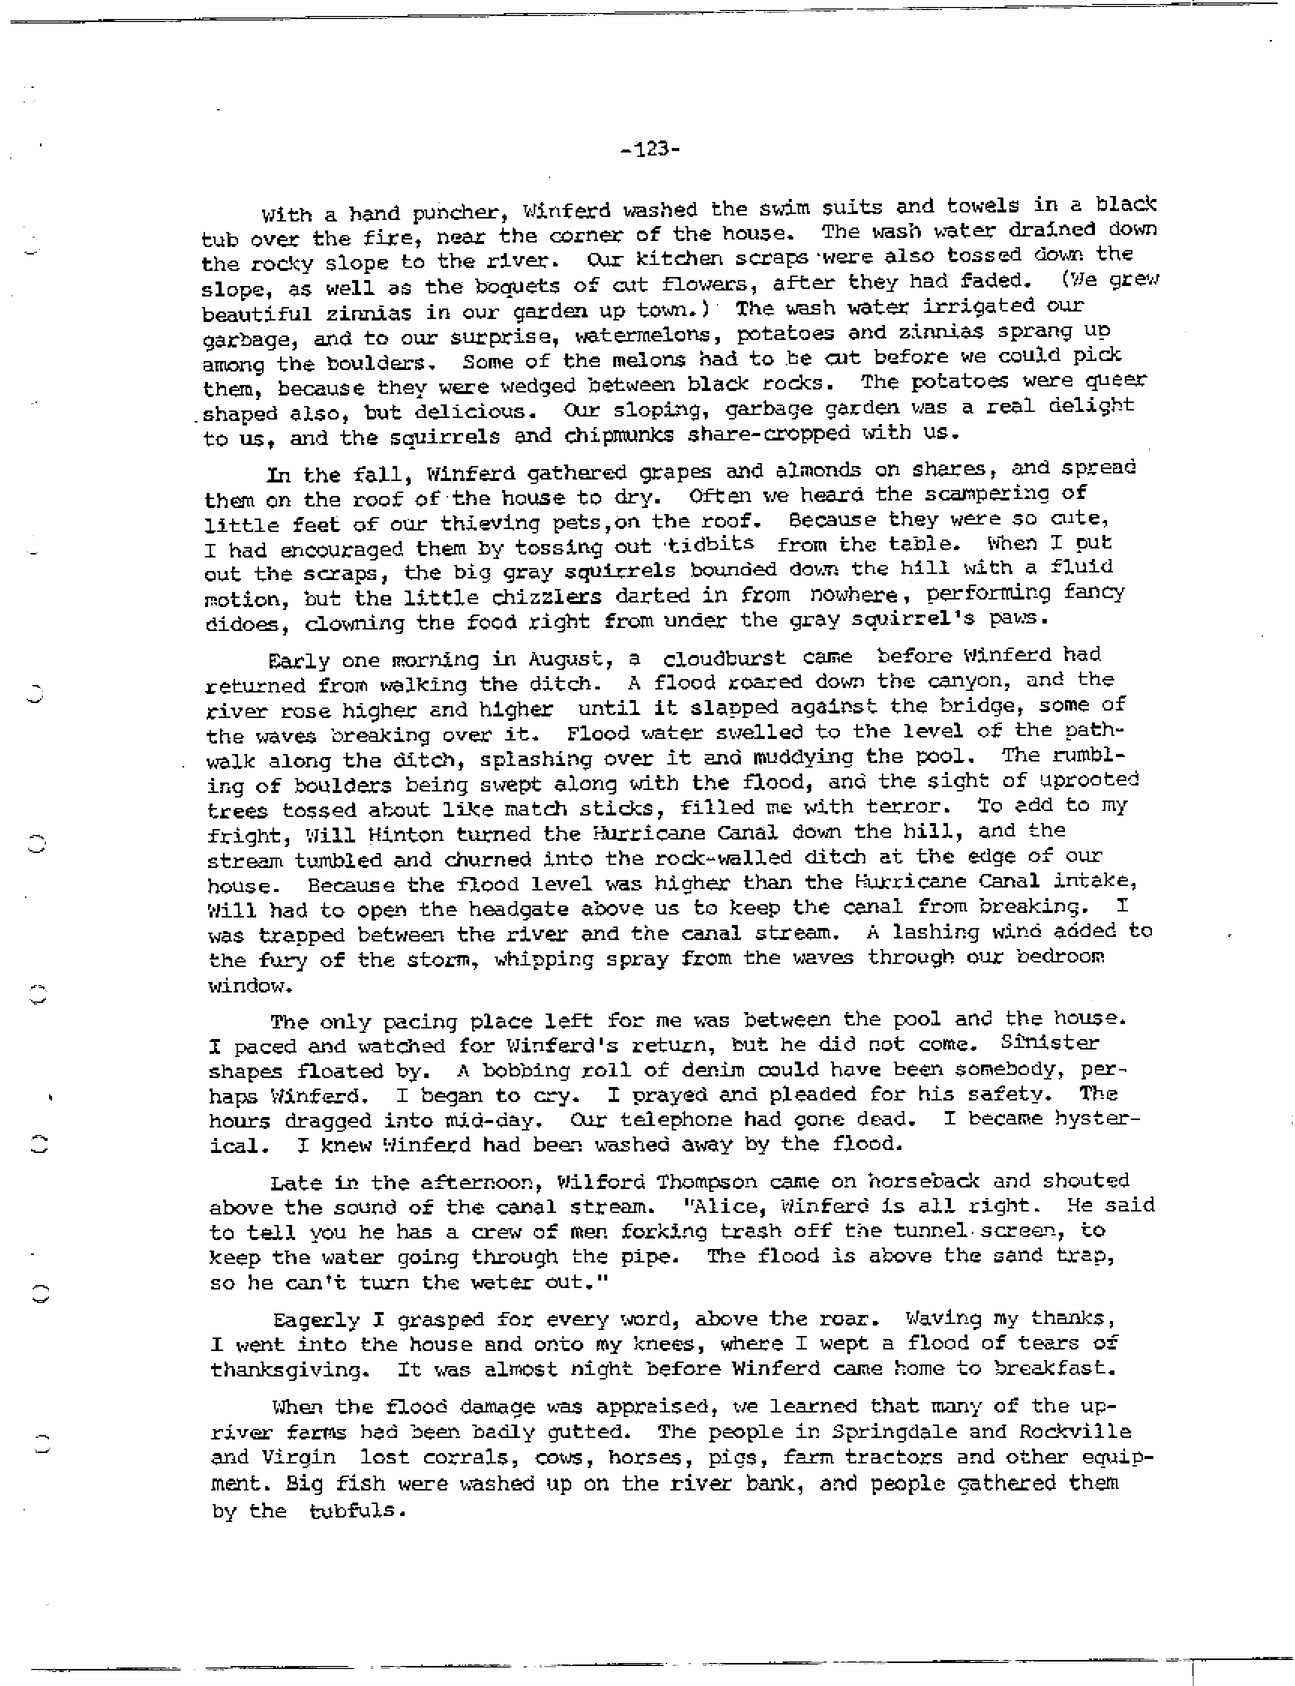 -123-
With a hand puncher, Winferd washed the swim suits and towels in a black
tub over the fire, near the corner of the house. The wash water drained down
the rocky slope to the river. Our kitchen scraps were also tossed down the
slope, as well as the boquets of cut flowers, after they had faded. (We grew
beautiful zinnias in our garden up town.) The wash water irrigated our
garbage, and to our surprise, watermelons, potatoes and zinnias sprang up
among the boulders. Some of the melons had to be cut before we could pick
them, because they were wedged between black rocks. The potatoes were queer
shaped also, but delicious. Our sloping, garbage garden was a real delight
to us, and the squirrels and chipmunks share-cropped with us.
In the fall, Winferd gathered grapes and almonds on shares, and spread
them on the roof of the house to dry. Often we heard the scampering of
little feet of our thieving pets,on the roof. Because they were so cute,
I had encouraged them by tossing out tidbits from the table. When I put
out the scraps, the big gray squirrels bounded down the hill with a fluid
motion, but the little chizzlers darted in from nowhere, performing fancy
didoes, clowning the food right from under the gray squirrel's paws.
Early one morning in August, a cloudburst came before Winferd had
returned from walking the ditch. A flood roared down the canyon, and the
river rose higher and higher until it slapped against the bridge, some of
the waves breaking over it. Flood water swelled to the level of the path-
walk along the ditch, splashing over it and muddying the pool. The rumbl-
ing of boulders being swept along with the flood, and the sight of uprooted
trees tossed about like match sticks, filled me with terror. To add to my
fright, Will Hinton turned the Hurricane Canal down the hill, and the
stream tumbled and churned into the rock-walled ditch at the edge of our
house. Because the flood level was higher than the Hurricane Canal intake,
Will had to open the headgate above us to keep the canal from breaking. I
was trapped between the river and the canal stream. A lashing wind added to
the fury of the storm, whipping spray from the waves through our bedroom
window.
The only pacing place left for me was between the pool and the house.
I paced and watched for Winferd's return, but he did not come. Sinister
shapes floated by. A bobbing roll of denim could have been somebody, per-
haps Winferd. I began to cry. I prayed and pleaded for his safety. The
hours dragged into mid-day. Our telephone had gone dead. I became hyster-
ical. I knew Winferd had been washed away by the flood.
Late in the afternoon, Wilford Thompson came on horseback and shouted
above the sound of the canal stream. "Alice, Winferd is all right. He said
to tell you he has a crew of men forking trash off the tunnel screen, to
keep the water going through the pipe. The flood is above the sand trap,
so he can't turn the water out."
Eagerly I grasped for every word, above the roar. Waving my thanks,
I went into the house and onto my knees, where I wept a flood of tears of
thanksgiving. It was almost night before Winferd came home to breakfast.
When the flood damage was appraised, we learned that many of the up-
river farms had been badly gutted. The people in Springdale and Rockville
and Virgin lost corrals, cows, horses, pigs, farm tractors and other equip-
ment. Big fish were washed up on the river bank, and people gathered them
by the tubfuls.